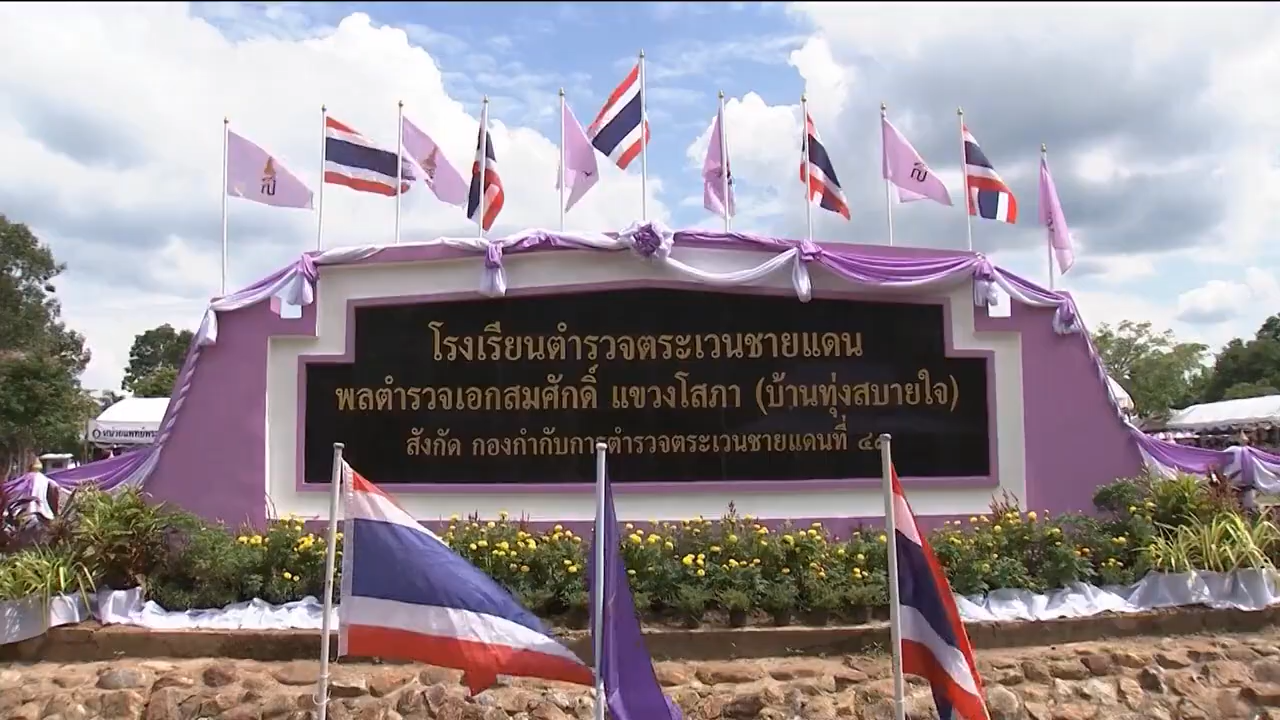 โรงเรียนตำรวจตระเวนชายแดน
พลตำรวจเอกสมศักดิ์ แขวงโสภา (บ้านทุ่งสบายใจ)
สังกัด กองกำกับการตำรวจตระเวนชายแดนที่